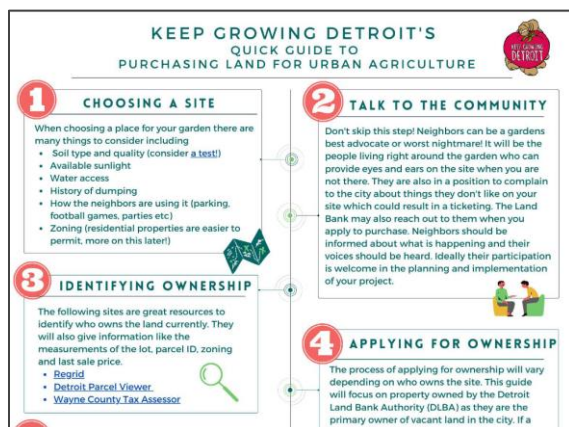 KEEP GROWING DETROIT'S
QUICK GUIDE TO
PURCHASING LAND FOR URBAN AGRICULTURE
KEEP GROWING
DETROIT
1
CHOOSING A SITE
When choosing a place for your garden there are
many things to consider including
• Soil type and quality (consider a test!)
• Available sunlight
• Water access
• History of dumping
• How the neighbors are using it (parking,
football games, parties etc)
• Zoning (residential properties are easier to
permit, more on this later!)
2
TALK TO THE COMMUNITY
Don't skip this step! Neighbors can be a gardens
best advocate or worst nightmare! It will be the
people living right around the garden who can
provide eyes and ears on the site when you are
not there. They are also in a position to complain
to the city about things they don't like on your
site which could result in a ticketing. The Land
Bank may also reach out to them when you
apply to purchase. Neighbors should be
informed about what is happening and their
voices should be heard. Ideally their participation
is welcome in the planning and implementation
of your project.
3
IDENTIFYING OWNERSHIP
The following sites are great resources to
identify who owns the land currently. They
will also give information like the
measurements of the lot, parcel ID, zoning
and last sale price.
• Regrid
• Detroit Parcel Viewer
• Wayne County Tax Assessor
4
APPLYING FOR OWNERSHIP
The process of applying for ownership will vary
depending on who owns the site. This guide
will focus on property owned by the Detroit
Land Bank Authority (DLBA) as they are the
primary owner of vacant land in the city. If a